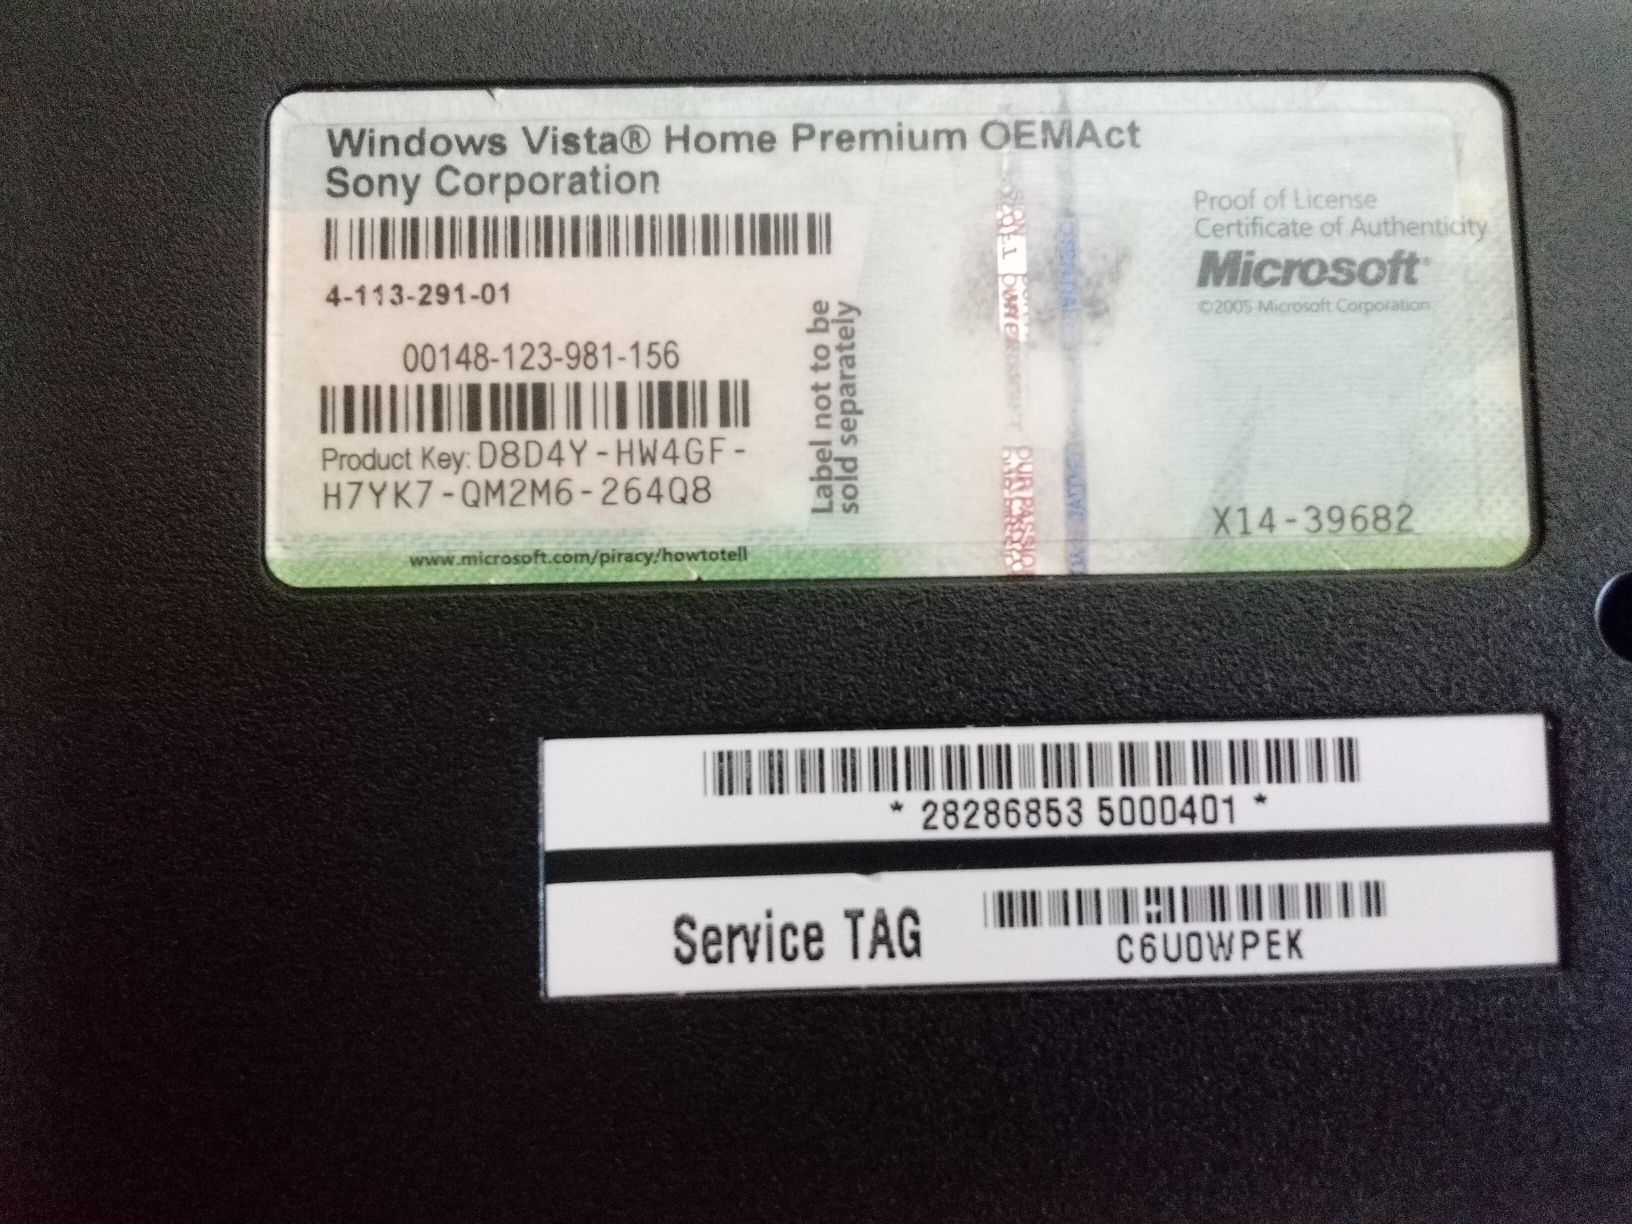 Windows Vista® Home Premium OEMAct
Sony Corporation
4-113-291-01
00148-123-981-156
Product Key: D8D4Y-HW4GF-
H7YK7-QM2M6-264Q8
www.microsoft.com/piracy/howtotell
Label not to be
sold separately
Proof of License
Certificate of Authenticity
Microsoft®
©2005 Microsoft Corporation
X14-39682
* 28286853 5000401 *
Service TAG
C6U0WPEK